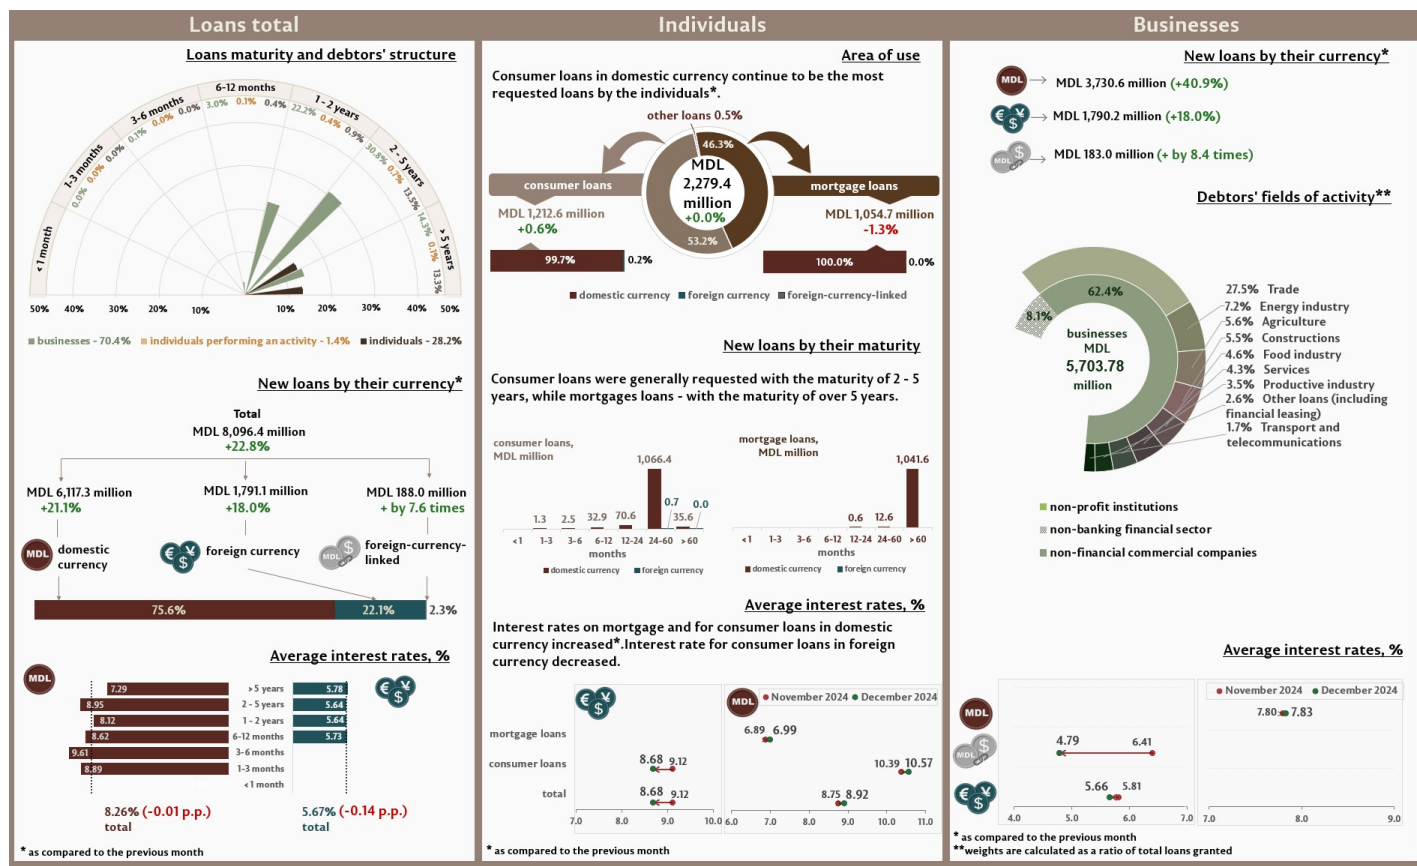 Loans total
Loans maturity and debtors' structure
<1 month
1-3 months
3-6 months
6-12 months
1 - 2 years
2 - 5 years
> 5 years
0.0%
0.0%
0.0%
0.1%
0.0%
0.0%
3.0%
0.1%
0.4%
22.2%
0.4%
0.9%
30.8%
0.7%
13.5%
14.3%
0.1%
13.3%
50% 40% 30% 20% 10% 10% 20% 30% 40% 50%
businesses - 70.4% individuals performing an activity - 1.4% individuals - 28.2%
New loans by their currency*
Total
MDL 8,096.4 million
+22.8%
MDL 6,117.3 million
+21.1%
MDL 1,791.1 million
+18.0%
MDL 188.0 million
+ by 7.6 times
MDL
domestic
currency
€ ¥ $
foreign currency
MDL $
foreign-currency-
linked
75.6% 22.1% 2.3%
Average interest rates, %
MDL
€ ¥ $
7.29 > 5 years 5.78
8.95 2 - 5 years 5.64
8.12 1 - 2 years 5.64
8.62 6-12 months 5.73
9.61 3-6 months
8.89 1-3 months
<1 month
8.26% (-0.01 p.p.)
total
5.67% (-0.14 p.p.)
total
* as compared to the previous month
Individuals
Area of use
Consumer loans in domestic currency continue to be the most
requested loans by the individuals*.
other loans 0.5%
46.3%
MDL
2,279.4
million
+0.0%
53.2%
consumer loans
MDL 1,212.6 million
+0.6%
99.7% 0.2%
mortgage loans
MDL 1,054.7 million
-1.3%
100.0% 0.0%
domestic currency foreign currency foreign-currency-linked
New loans by their maturity
Consumer loans were generally requested with the maturity of 2 - 5
years, while mortgages loans - with the maturity of over 5 years.
consumer loans,
MDL million
1.3 2.5 32.9 70.6 1,066.4 0.7 35.6 0.0
<1 1-3 3-6 6-12 12-24 24-60 >60
months
domestic currency foreign currency
mortgage loans,
MDL million
0.6 12.6 1,041.6
<1 1-3 3-6 6-12 12-24 24-60 >60
months
domestic currency foreign currency
Average interest rates, %
Interest rates on mortgage and for consumer loans in domestic
currency increased*.Interest rate for consumer loans in foreign
currency decreased.
€ ¥ $
MDL
November 2024 December 2024
mortgage loans 6.89 6.99
consumer loans 8.68 9.12 10.39 10.57
total 8.68 9.12 8.75 8.92
7.0 8.0 9.0 10.0 6.0 7.0 8.0 9.0 10.0 11.0
* as compared to the previous month
Businesses
New loans by their currency*
MDL MDL 3,730.6 million (+40.9%)
€ ¥ $ MDL 1,790.2 million (+18.0%)
MDL $ MDL 183.0 million (+ by 8.4 times)
Debtors' fields of activity**
62.4%
8.1%
businesses
MDL
5,703.78
million
27.5% Trade
7.2% Energy industry
5.6% Agriculture
5.5% Constructions
4.6% Food industry
4.3% Services
3.5% Productive industry
2.6% Other loans (including
financial leasing)
1.7% Transport and
telecommunications
non-profit institutions
non-banking financial sector
non-financial commercial companies
Average interest rates, %
November 2024 December 2024
MDL 7.80 7.83
MDL $ 4.79 6.41
€ ¥ $ 5.66 5.81
4.0 5.0 6.0 7.0 7.0 8.0 9.0
* as compared to the previous month
**weights are calculated as a ratio of total loans granted